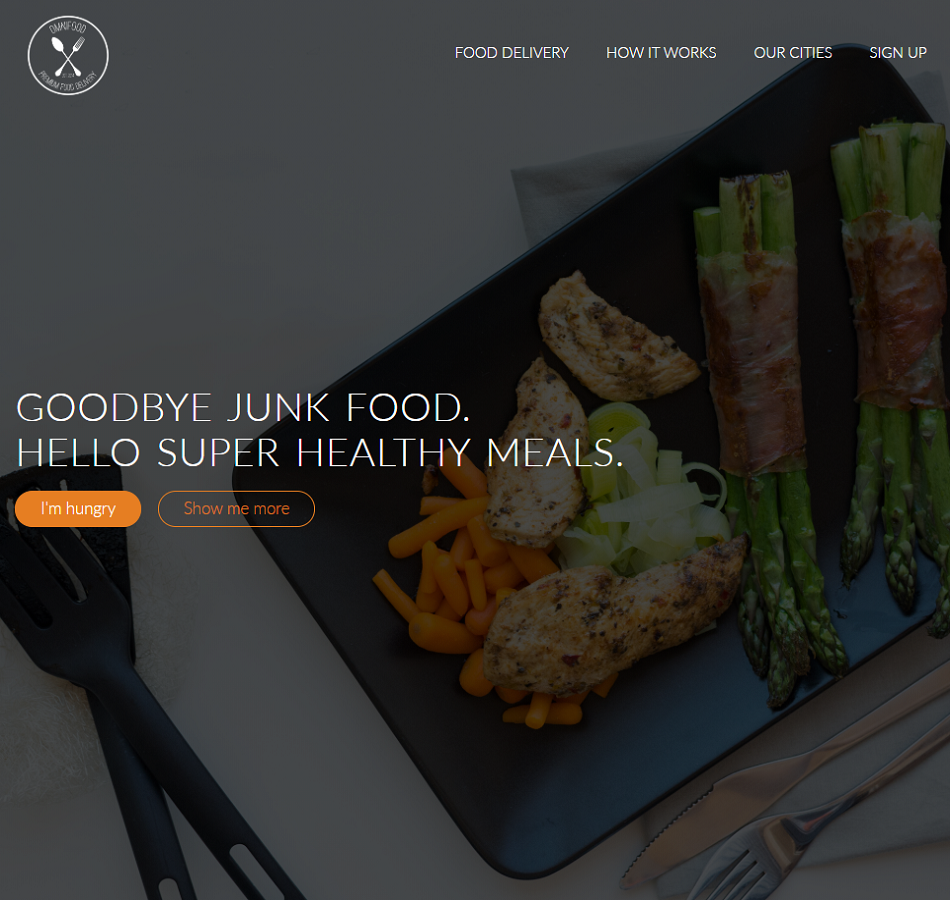 OMNIFOOD
PREMIUM FOOD DELIVERY
FOOD DELIVERY
HOW IT WORKS
OUR CITIES
SIGN UP
GOODBYE JUNK FOOD.
HELLO SUPER HEALTHY MEALS.
I'm hungry
Show me more